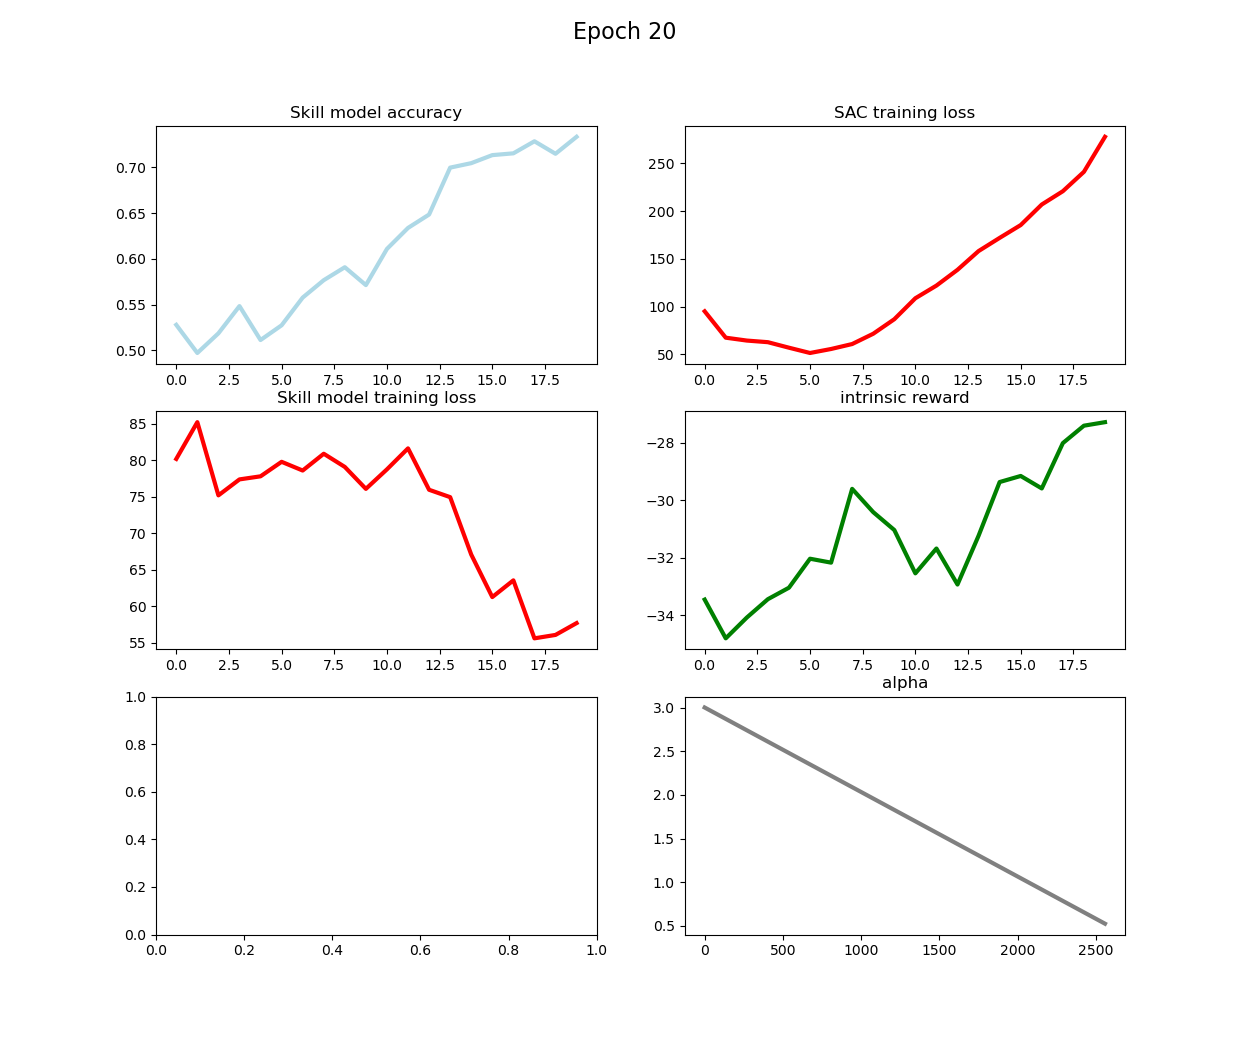 Epoch 20
Skill model accuracy
0.70
0.65
0.60
0.55
0.50
0.0 2.5 5.0 7.5 10.0 12.5 15.0 17.5
SAC training loss
250
200
150
100
50
0.0 2.5 5.0 7.5 10.0 12.5 15.0 17.5
Skill model training loss
85
80
75
70
65
60
55
0.0 2.5 5.0 7.5 10.0 12.5 15.0 17.5
intrinsic reward
−28
−30
−32
−34
0.0 2.5 5.0 7.5 10.0 12.5 15.0 17.5
1.0
0.8
0.6
0.4
0.2
0.0
0.0 0.2 0.4 0.6 0.8 1.0
alpha
3.0
2.5
2.0
1.5
1.0
0.5
0 500 1000 1500 2000 2500